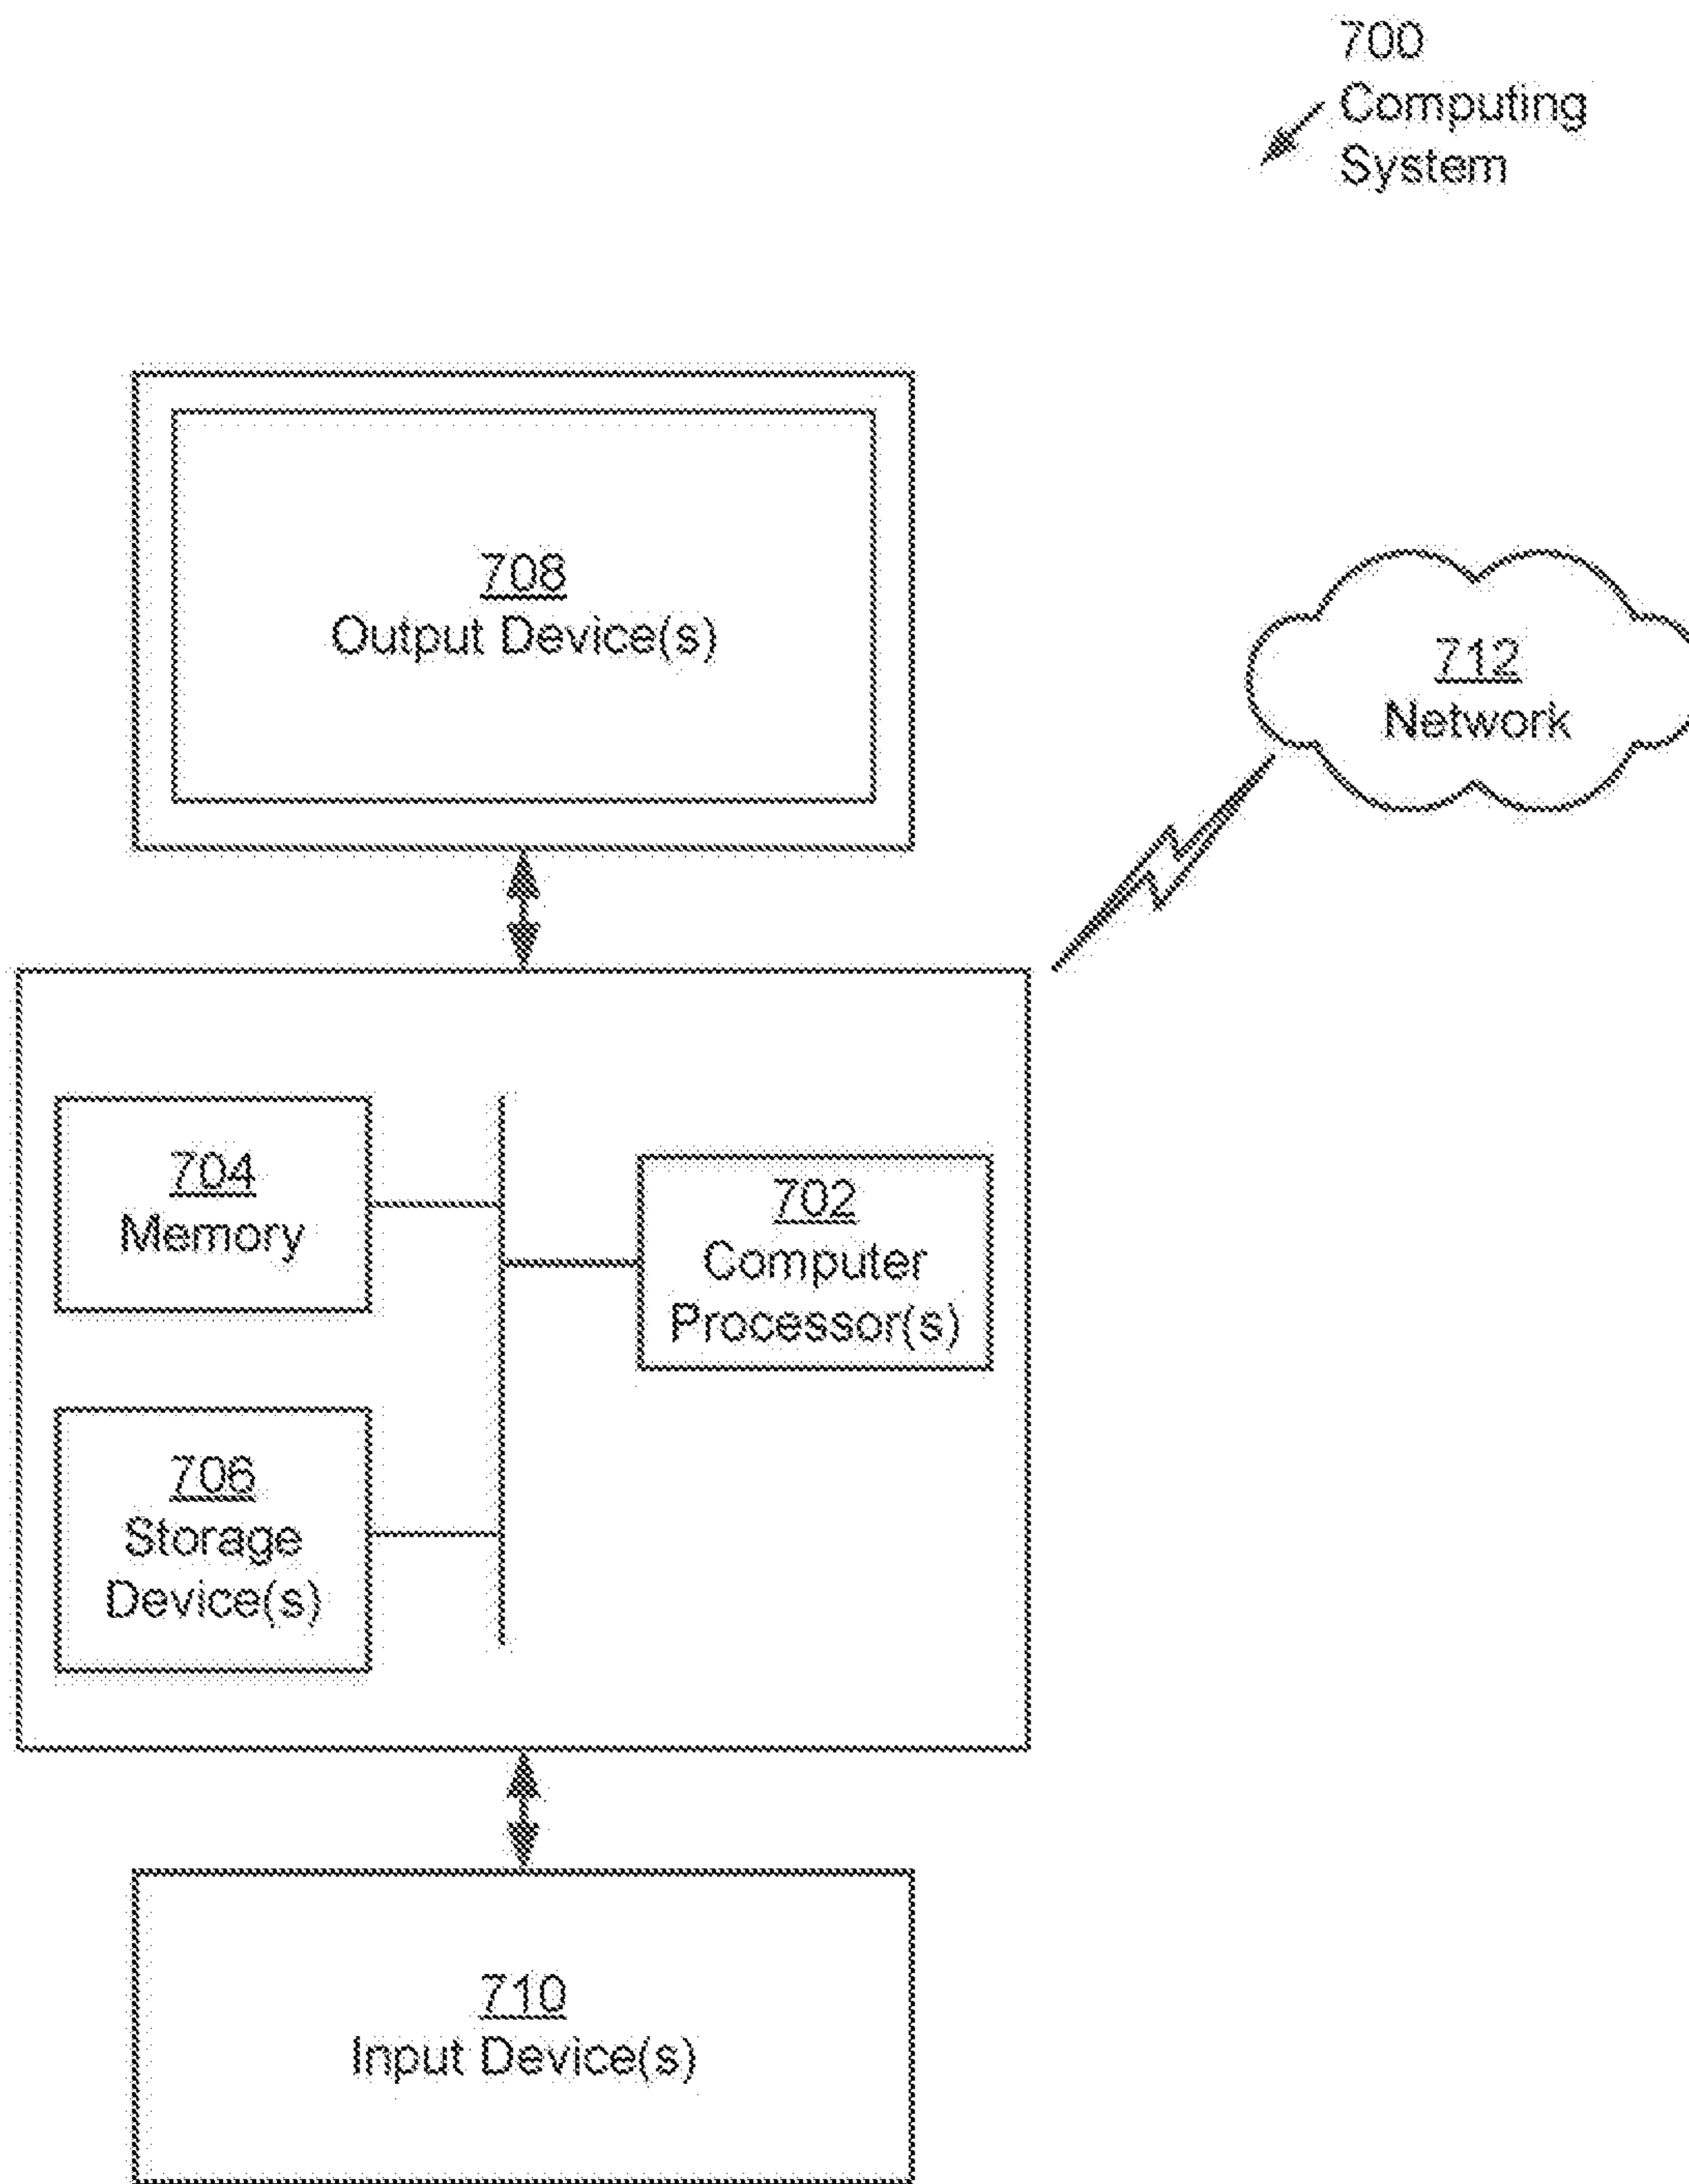 700
Computing
System
708
Output Device(s)
712
Network
704
Memory
702
Computer
Processor(s)
706
Storage
Device(s)
710
Input Device(s)